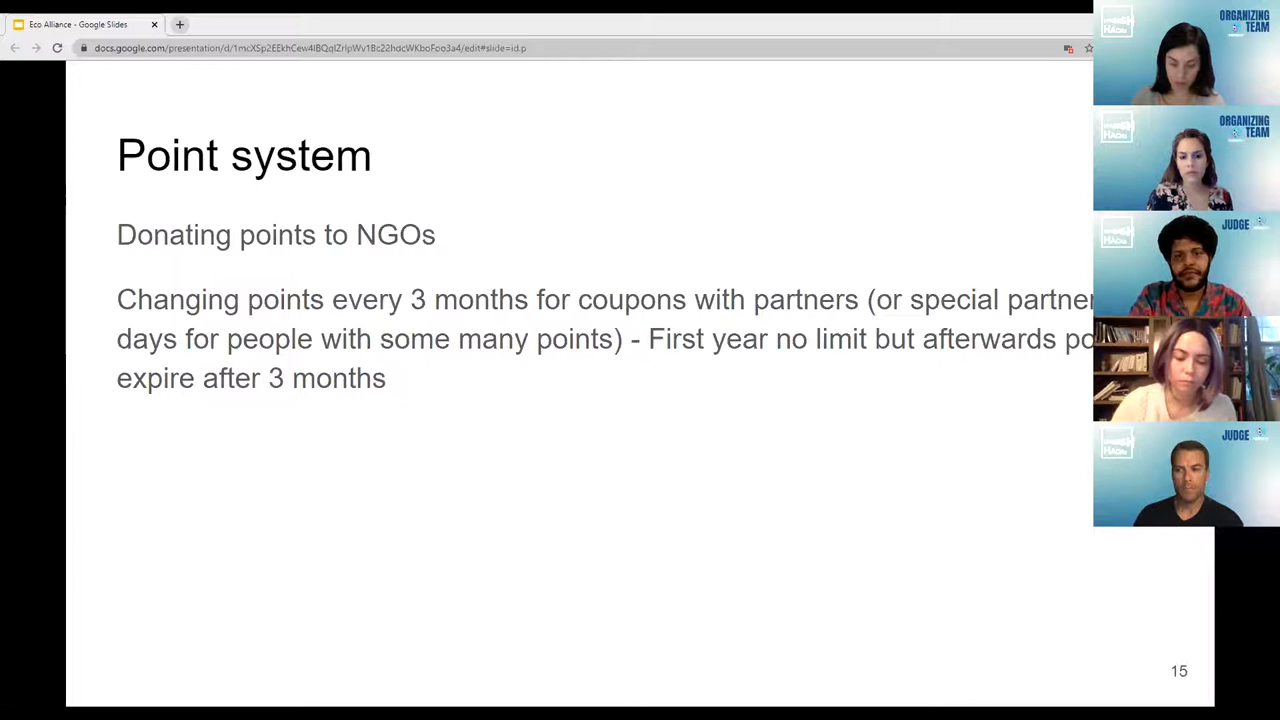 Eco Alliance - Google Slides
Point system
Donating points to NGOs
Changing points every 3 months for coupons with partners (or special
days for people with some many points) - First year no limit but afterwards
expire after 3 months
15
ORGANIZING
TEAM
ORGANIZING
TEAM
JUDGE
JUDGE